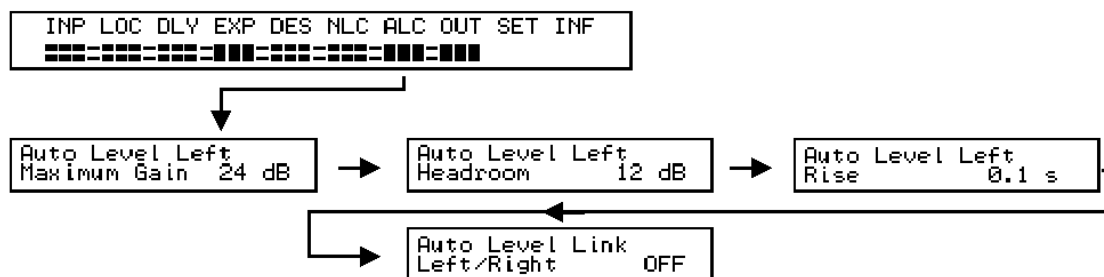 INP LOC DLY EXP DES NLC ALC OUT SET INF
Auto Level Left
Maximum Gain 24 dB
Auto Level Left
Headroom 12 dB
Auto Level Left
Rise 0.1 s
Auto Level Link
Left/Right OFF